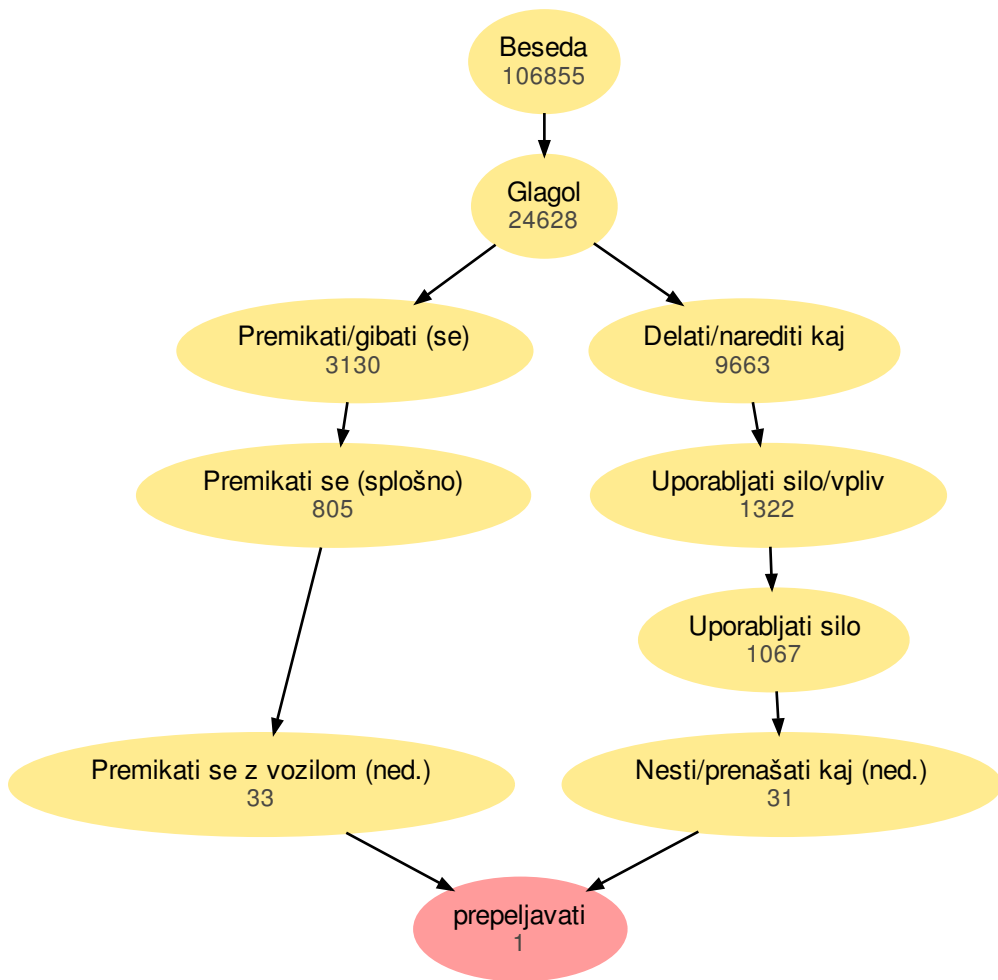 Beseda
106855
Glagol
24628
Premikati/gibati (se)
3130
Delati/narediti kaj
9663
Premikati se (splošno)
805
Uporabljati silo/vpliv
1322
Uporabljati silo
1067
Premikati se z vozilom (ned.)
33
Nesti/prenašati kaj (ned.)
31
prepeljavati
1